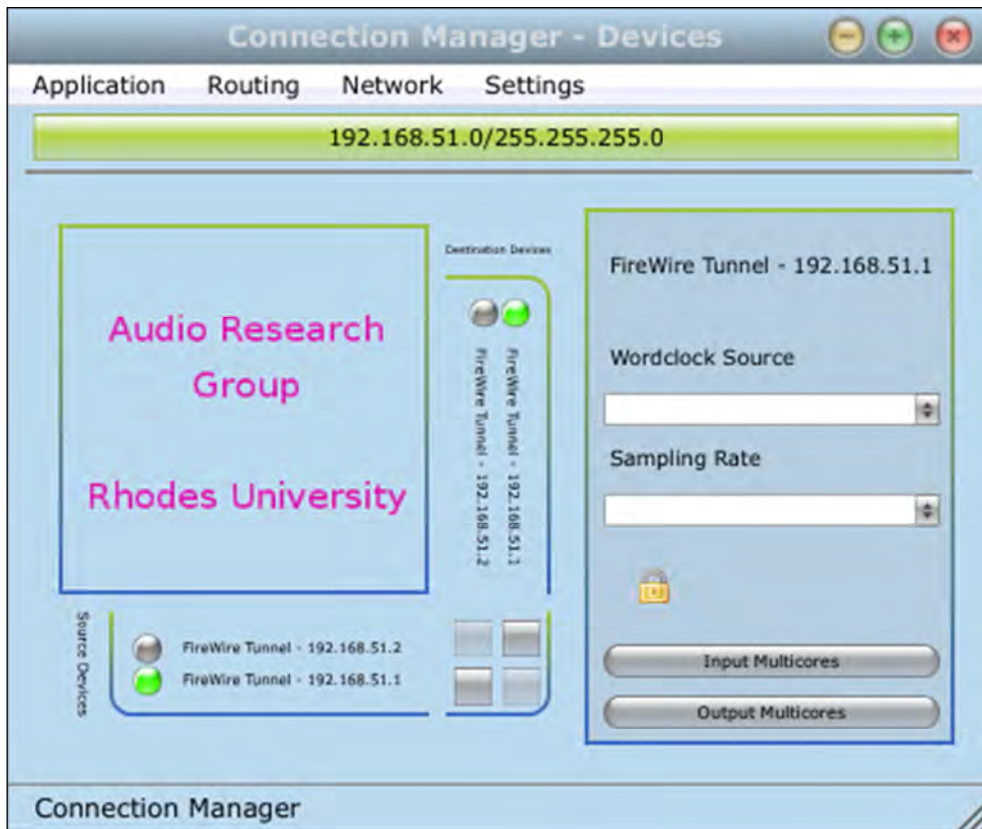 Connection Manager - Devices
Application Routing Network Settings
192.168.51.0/255.255.255.0
Audio Research
Group
Rhodes University
Destination Devices
FireWire Tunnel - 192.168.51.2
FireWire Tunnel - 192.168.51.1
Source Devices
FireWire Tunnel - 192.168.51.2
FireWire Tunnel - 192.168.51.1
FireWire Tunnel - 192.168.51.1
Wordclock Source
Sampling Rate
Input Multicores
Output Multicores
Connection Manager